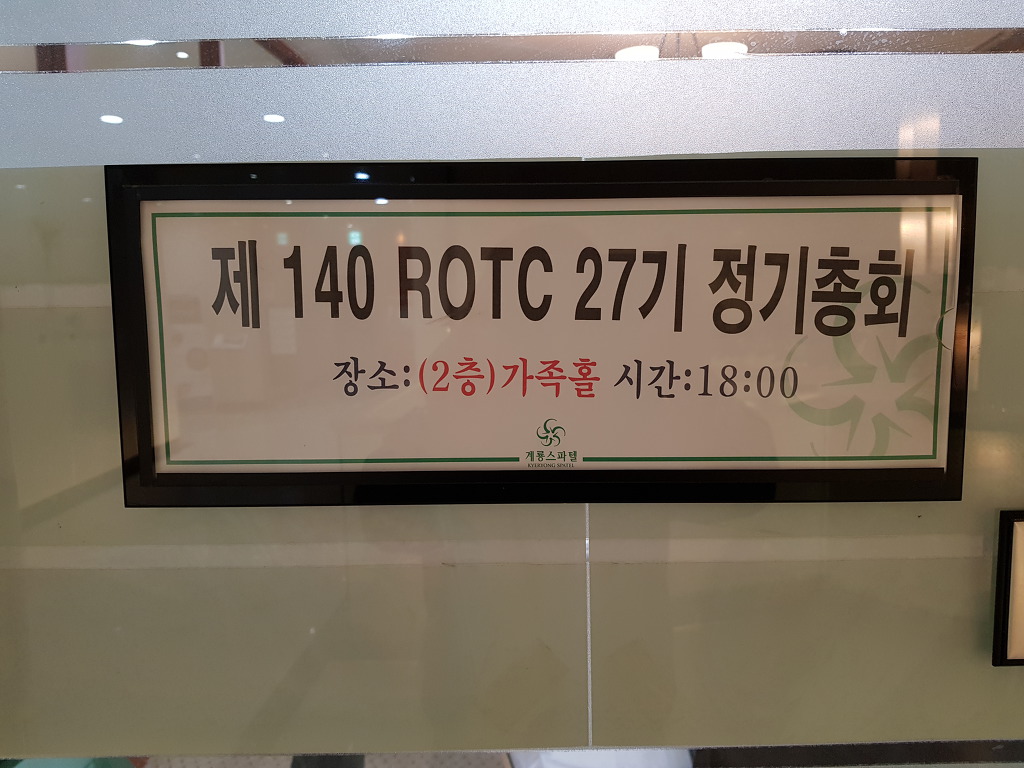 제 140 ROTC 27기 정기총회
장소:(2층)가족홀 시간:18:00
계룡스파텔
KYERYONG SPATEL